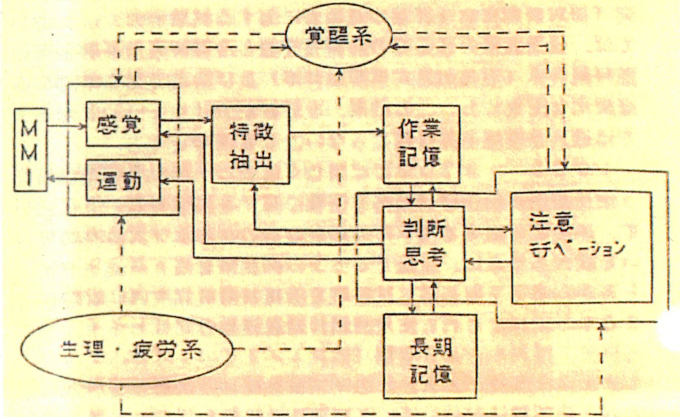 覚醒系
MMI
感覚
運動
特徴
抽出
作業
記憶
判断
思考
注意
モチベーション
長期
記憶
生理・疲労系